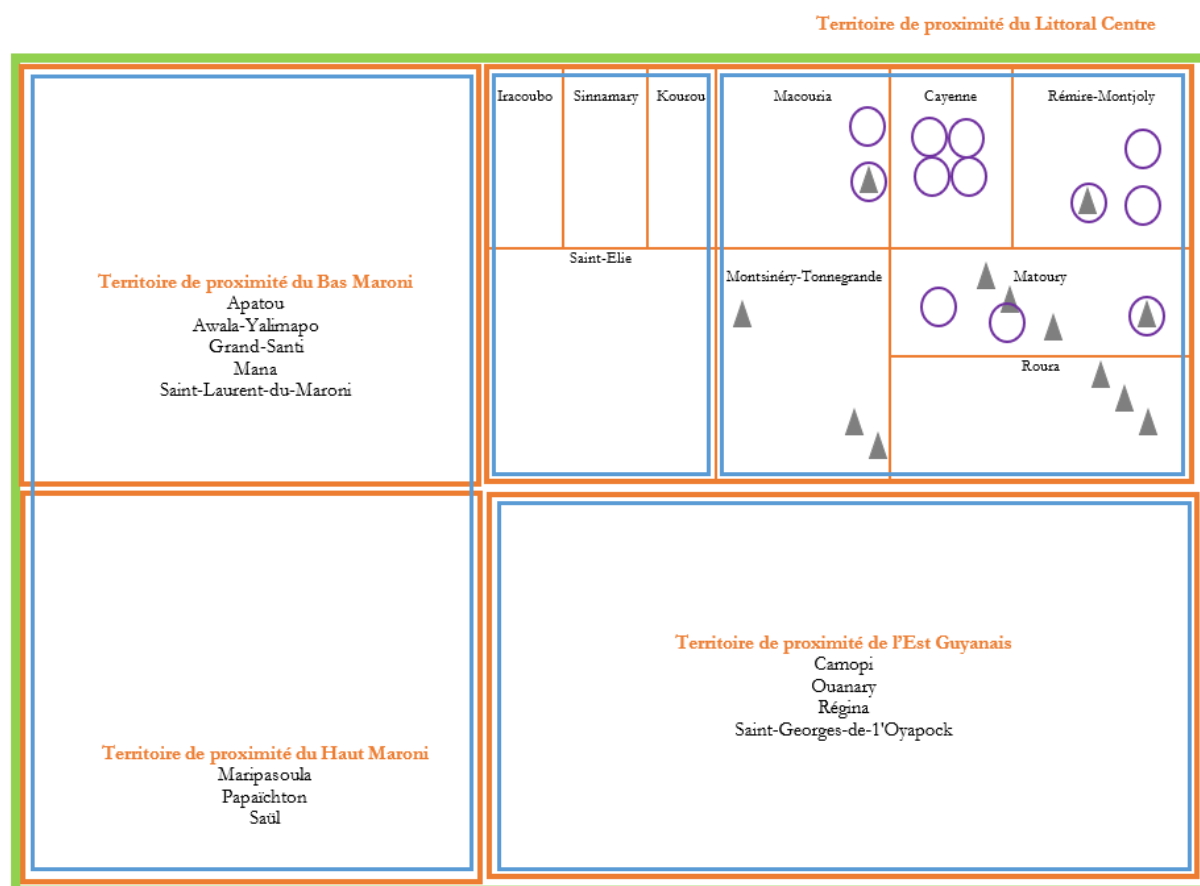 Territoire de proximité du Littoral Centre
Iracoubo
Sinnamary
Kourou
Macouria
Cayenne
Rémire-Montjoly
Saint-Elie
Montsinéry-Tonnegrande
Matoury
Roura
Territoire de proximité du Bas Maroni
Apatou
Awala-Yalimapo
Grand-Santi
Mana
Saint-Laurent-du-Maroni
Territoire de proximité du Haut Maroni
Maripasoula
Papaïchton
Saül
Territoire de proximité de l'Est Guyanais
Camopi
Ouanary
Régina
Saint-Georges-de-1'Oyapock